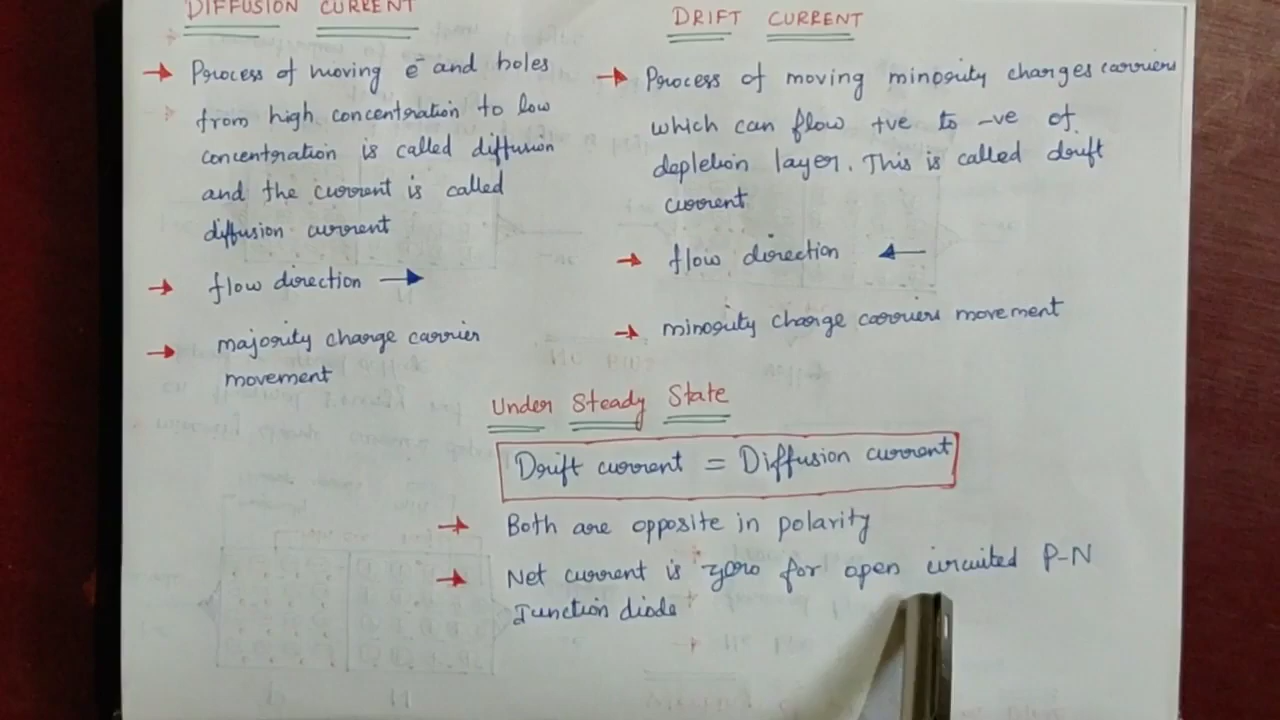 DIFFUSION CURRENT
→ Process of moving e⁻ and holes
from high concentration to low
concentration is called diffusion
and the current is called
diffusion current
→ flow direction →
→ majority charge carrier
movement
DRIFT CURRENT
→ Process of moving minority charges carriers
which can flow +ve to -ve of
depletion layer. This is called drift
current
→ flow direction ←
→ minority charge carriers movement
Under Steady State
Drift current = Diffusion current
→ Both are opposite in polarity
→ Net current is zero for open circuited P-N
Junction diode